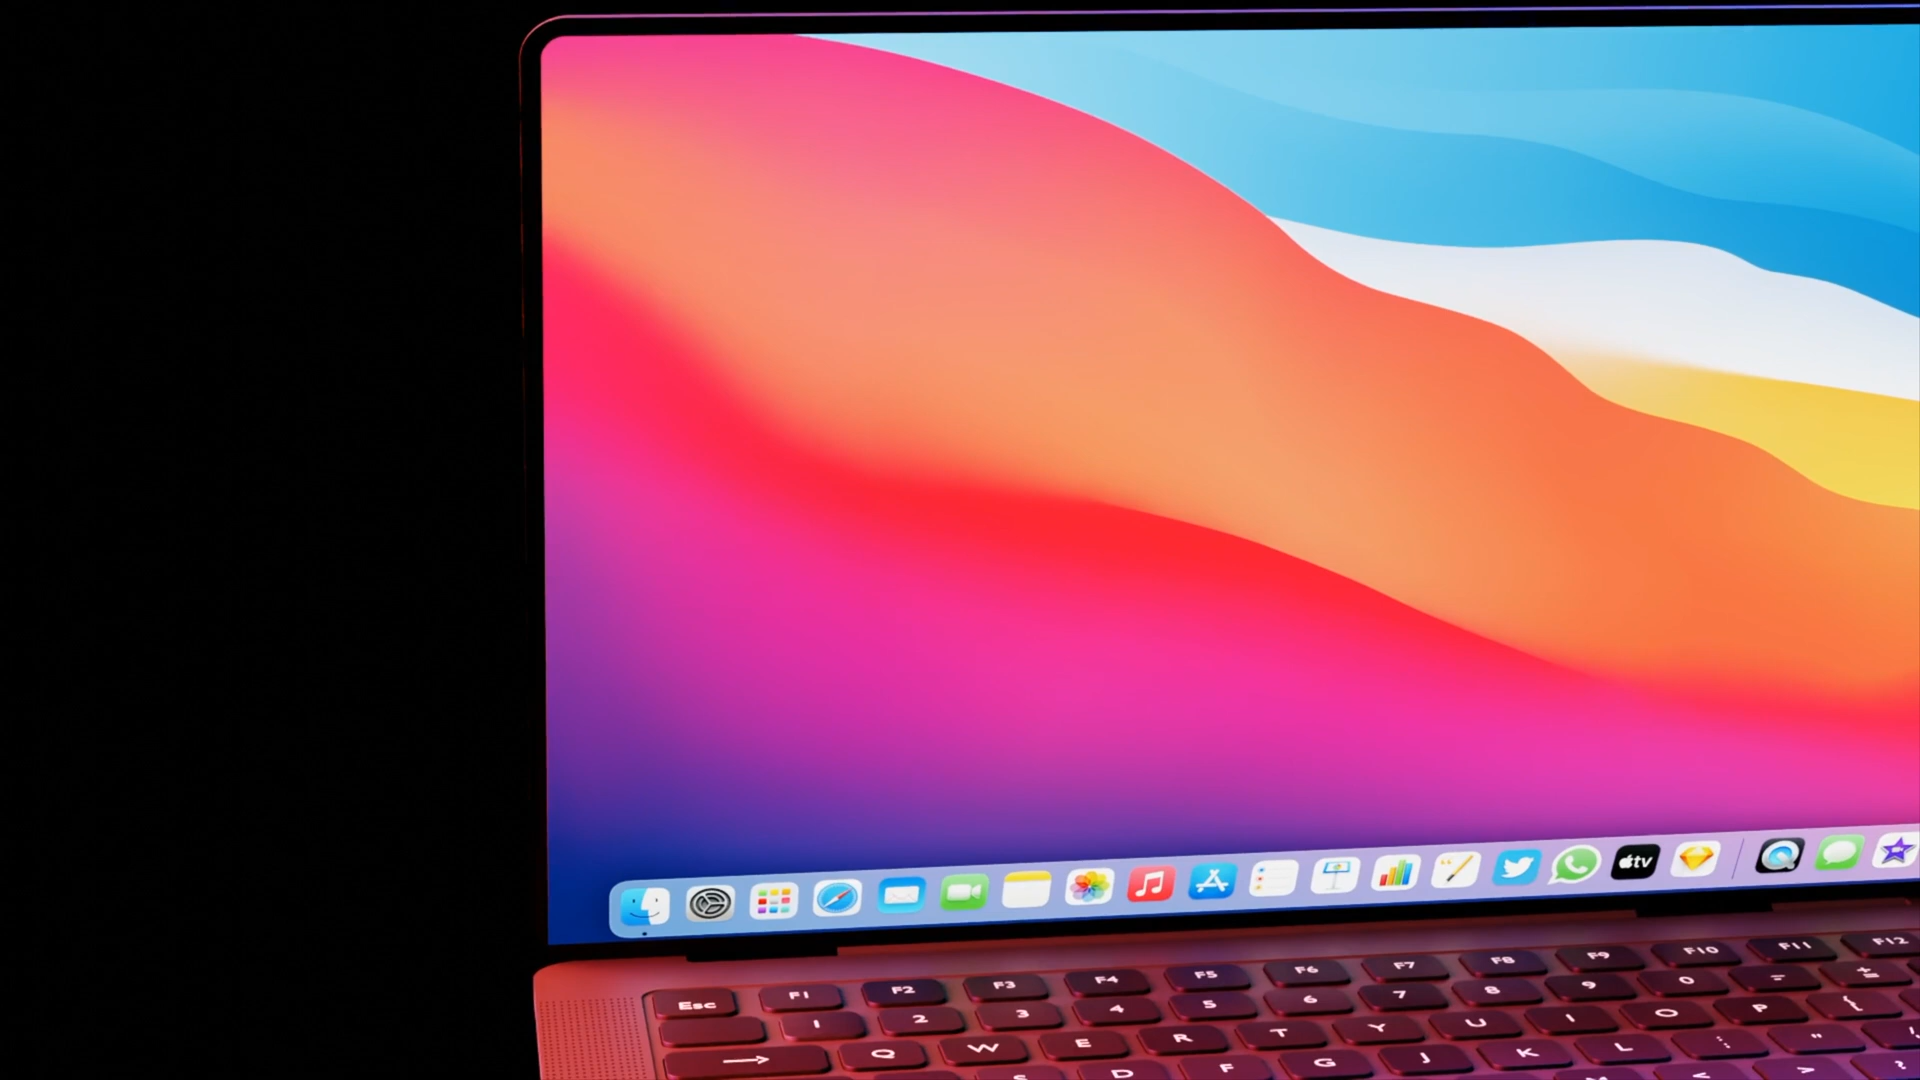 tv
Esc F1 F2 F3 F4 F5 F6 F7 F8 F9 F10 F11 F12
1 2 3 4 5 6 7 8 9 0 = ±
Q W E R T Y U I O P {
S D F G J K L : "
< > ?